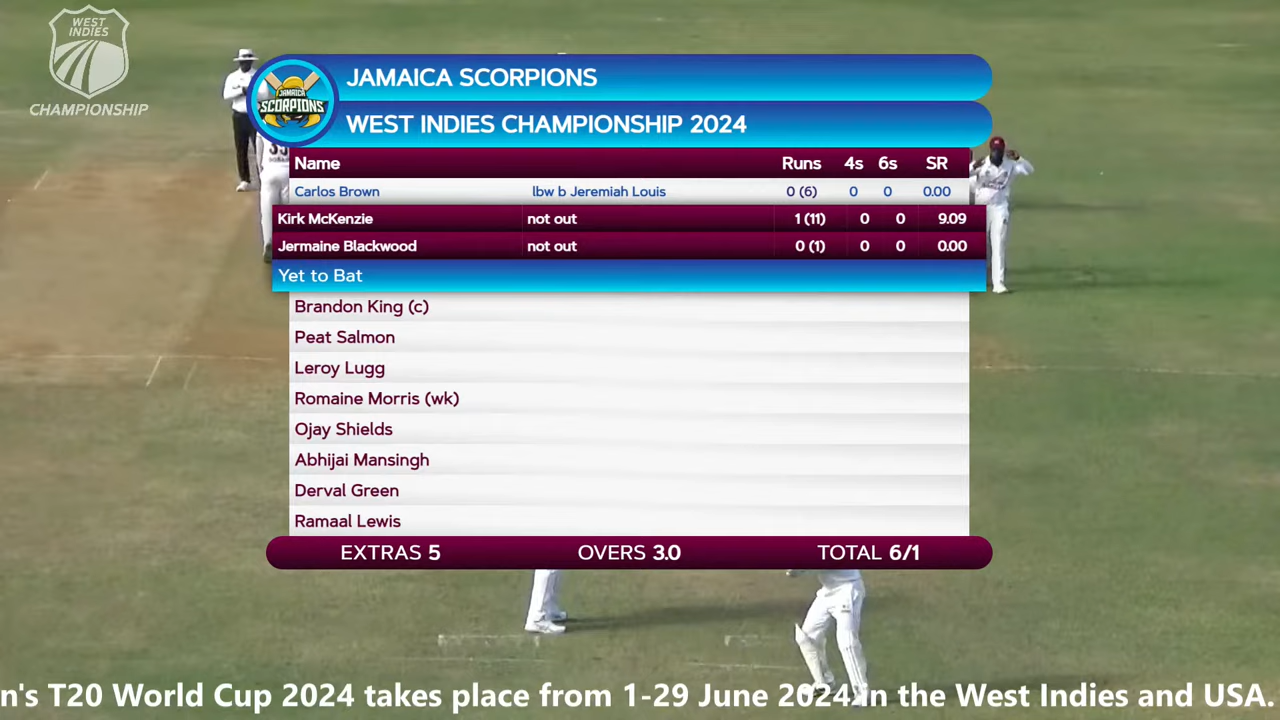 WEST
INDIES
CHAMPIONSHIP
JAMAICA
SCORPIONS
JAMAICA SCORPIONS
WEST INDIES CHAMPIONSHIP 2024
Name Runs 4s 6s SR
Carlos Brown lbw b Jeremiah Louis 0 (6) 0 0 0.00
Kirk McKenzie not out 1 (11) 0 0 9.09
Jermaine Blackwood not out 0 (1) 0 0 0.00
Yet to Bat
Brandon King (c)
Peat Salmon
Leroy Lugg
Romaine Morris (wk)
Ojay Shields
Abhijai Mansingh
Derval Green
Ramaal Lewis
EXTRAS 5 OVERS 3.0 TOTAL 6/1
n's T20 World Cup 2024 takes place from 1-29 June 2024 in the West Indies and USA.